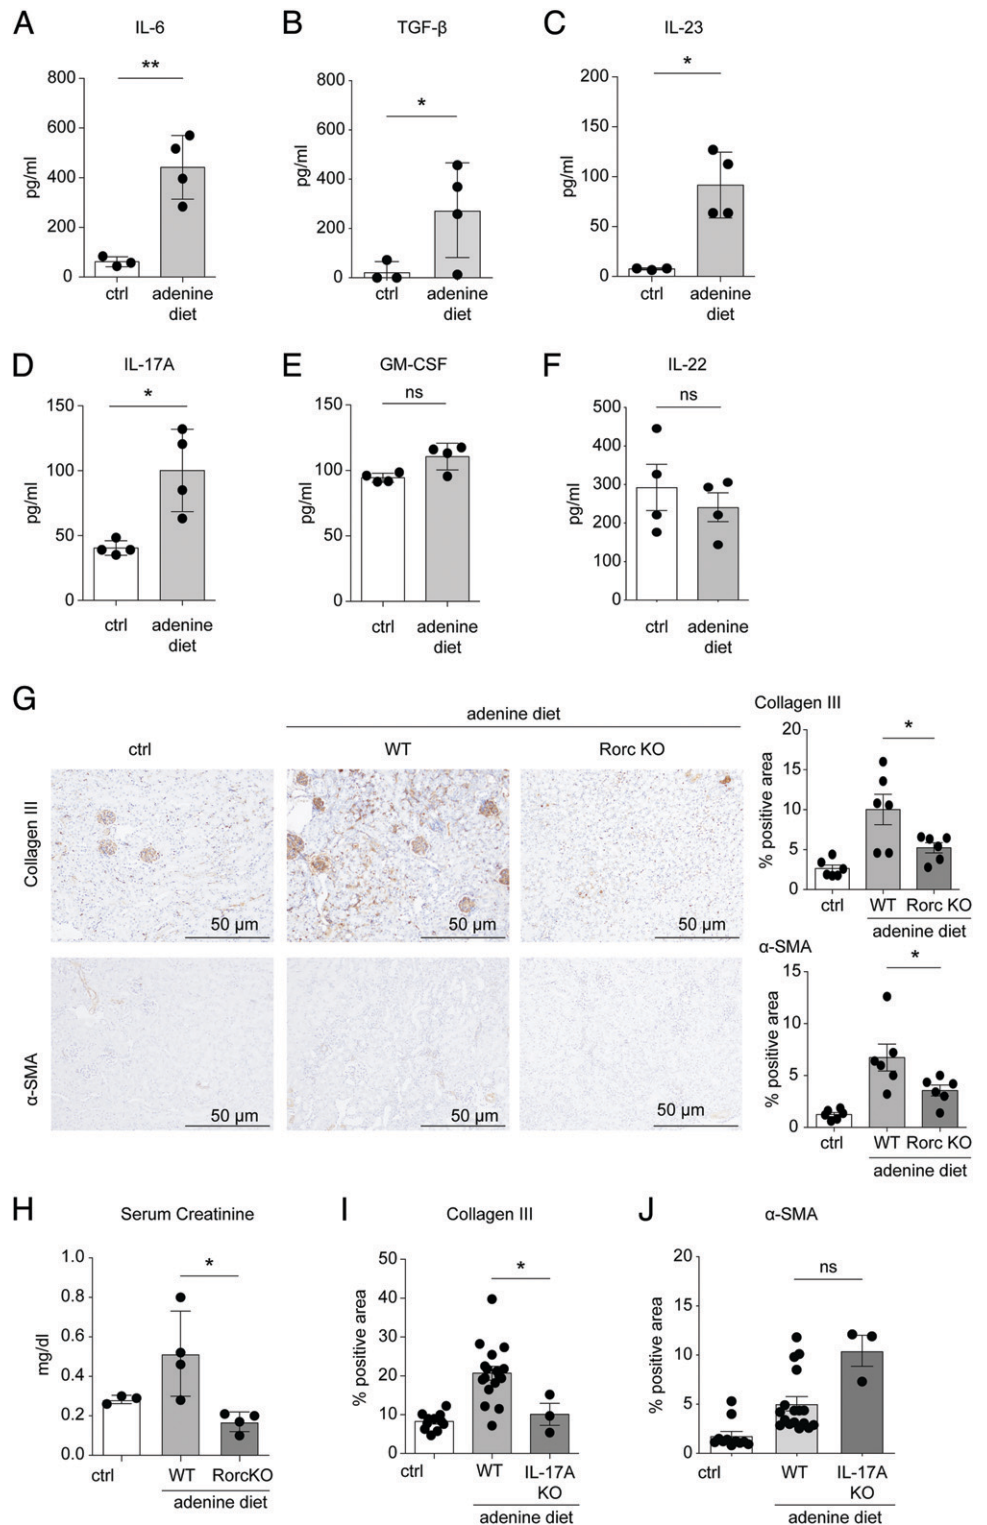 A IL-6
B TGF-β
C IL-23
**
*
*
800
600
400
200
0
pg/ml
ctrl adenine diet
800
600
400
200
0
pg/ml
ctrl adenine diet
200
150
100
50
0
pg/ml
ctrl adenine diet
D IL-17A
E GM-CSF
F IL-22
*
ns
ns
150
100
50
0
pg/ml
ctrl adenine diet
150
100
50
0
pg/ml
ctrl adenine diet
500
400
300
200
100
0
pg/ml
ctrl adenine diet
G
adenine diet
ctrl WT Rorc KO
Collagen III
50 µm 50 µm 50 µm
α-SMA
50 µm 50 µm 50 µm
Collagen III
*
20
15
10
5
0
% positive area
ctrl WT Rorc KO
adenine diet
α-SMA
*
15
10
5
0
% positive area
ctrl WT Rorc KO
adenine diet
H Serum Creatinine
*
1.0
0.8
0.6
0.4
0.2
0.0
mg/dl
ctrl WT RorcKO
adenine diet
I Collagen III
*
50
40
30
20
10
0
% positive area
ctrl WT IL-17A
KO
adenine diet
J α-SMA
ns
20
15
10
5
0
% positive area
ctrl WT IL-17A
KO
adenine diet